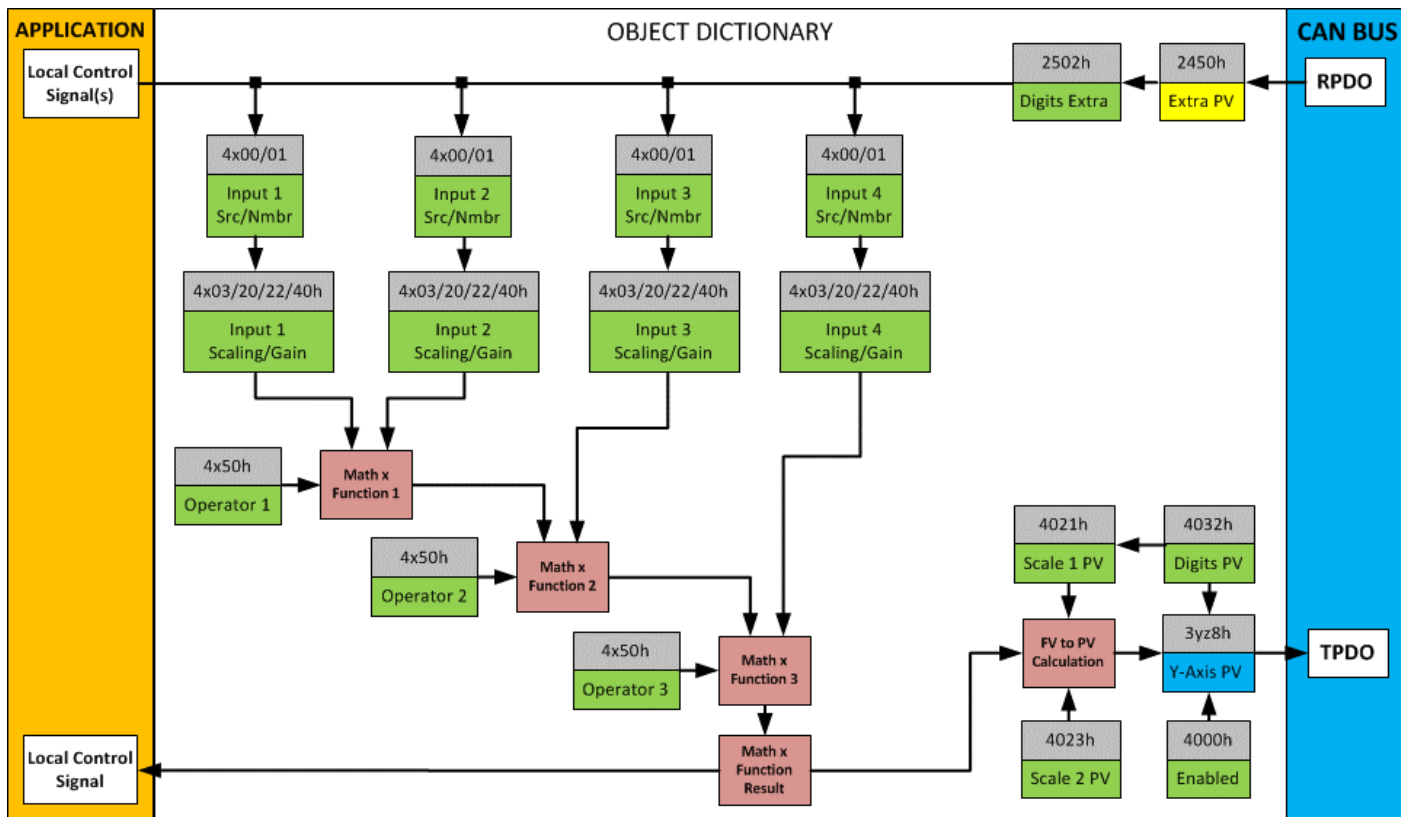 APPLICATION
OBJECT DICTIONARY
CAN BUS
Local Control
Signal(s)
2502h
Digits Extra
2450h
Extra PV
RPDO
4x00/01
Input 1
Src/Nmbr
4x00/01
Input 2
Src/Nmbr
4x00/01
Input 3
Src/Nmbr
4x00/01
Input 4
Src/Nmbr
4x03/20/22/40h
Input 1
Scaling/Gain
4x03/20/22/40h
Input 2
Scaling/Gain
4x03/20/22/40h
Input 3
Scaling/Gain
4x03/20/22/40h
Input 4
Scaling/Gain
4x50h
Operator 1
Math x
Function 1
4x50h
Operator 2
Math x
Function 2
4x50h
Operator 3
Math x
Function 3
4021h
Scale 1 PV
4032h
Digits PV
FV to PV
Calculation
3yz8h
Y-Axis PV
TPDO
4023h
Scale 2 PV
4000h
Enabled
Local Control
Signal
Math x
Function
Result